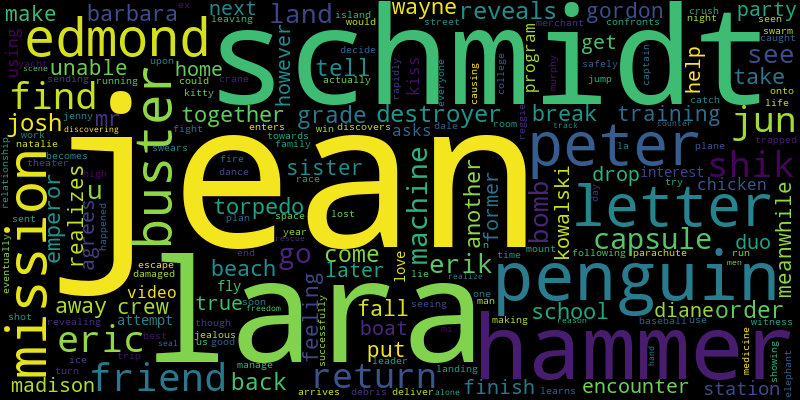 make barbara next land wayne reveals gordon party
leaving island would street confronts crush night seen swarm
edmond schmidt see
using unable home however tell get program help take
find sending running could kitty crane actually rapidly kiss everyone causing college decide captain safely jump catch caught onto life
josh mr together grade destroyer break training jun
work jenny discovering fight enters win discovers towards family asks dale room reggie track counter trapped
natalie theater becomes swears jean sister peter shik
relationship mission emperor realizes u agrees high happened buster fire dance race machine another former bomb kowalski drop interest chicken
la plane try day
torpedo letter meanwhile
plan space year lost
go come capsule duo
end rescue love lie time mount following parachute run men
escape damaged beach later erik realize
eventually video fly true feeling successfully lara penguin
away crew fall school diane order
shot revealing attempt though spon freedom boat seeing one man making reason baseball use witness
eric best jealous us good put leader hammer
seal trip ice manage landing hand medicine showing elephant
madison turn friend back return finish encounter station
arrives debris deliver alone learns